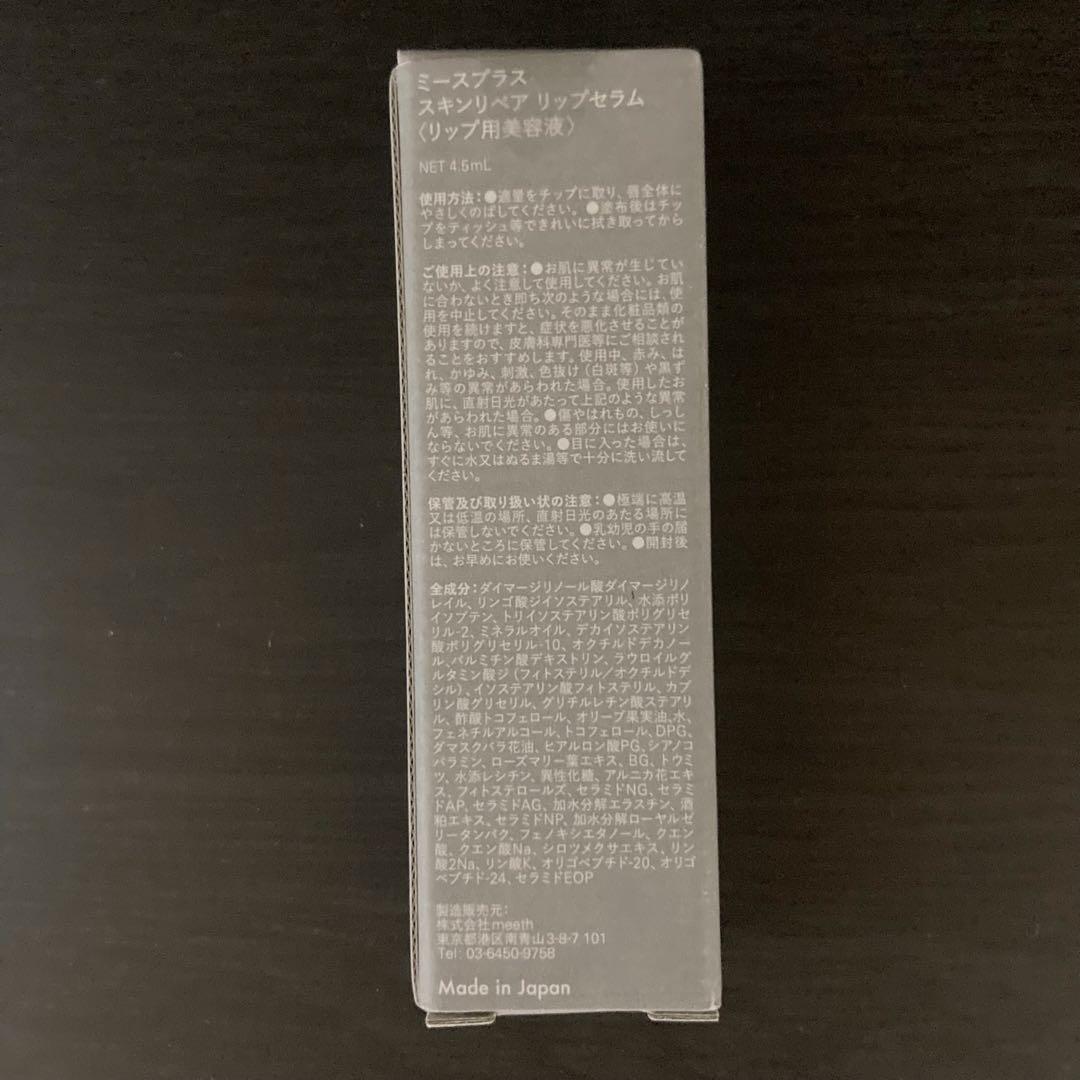 ミースプラス
スキンリペア リップセラム
〈リップ用美容液〉
NET 4.5mL
使用方法：●適量をチップに取り、唇全体に
やさしくのばしてください。●塗布後はチッ
プをティッシュ等できれいに拭き取ってから
しまってください。
ご使用上の注意：●お肌に異常が生じてい
ないか、よく注意して使用してください。お肌
に合わないとき即ち次のような場合には、使
用を中止してください。そのまま化粧品類の
使用を続けますと、症状を悪化させることが
ありますので、皮膚科専門医等にご相談され
ることをおすすめします。使用中、赤み、は
れ、かゆみ、刺激、色抜け（白斑等）や黒ず
み等の異常があらわれた場合。使用したお
肌に、直射日光があたって上記のような異常
があらわれた場合。●傷やはれもの、しっし
ん等、お肌に異常のある部分にはお使いに
ならないでください。●目に入った場合は、
すぐに水又はぬるま湯等で十分に洗い流して
ください。
保管及び取り扱い状の注意：●極端に高温
又は低温の場所、直射日光のあたる場所に
は保管しないでください。●乳幼児の手の届
かないところに保管してください。●開封後
は、お早めにお使いください。
全成分：ダイマージリノール酸ダイマージリノ
レイル、リンゴ酸ジイソステアリル、水添ポリ
イソブテン、トリイソステアリン酸ポリグリセ
リル-2、ミネラルオイル、デカイソステアリン
酸ポリグリセリル-10、オクチルドデカノー
ル、パルミチン酸デキストリン、ラウロイルグ
ルタミン酸ジ（フィトステリル／オクチルドデ
シル）、イソステアリン酸フィトステリル、カプ
リン酸グリセリル、グリチルレチン酸ステアリ
ル、酢酸トコフェロール、オリーブ果実油、水、
フェネチルアルコール、トコフェロール、DPG、
ダマスクバラ花油、ヒアルロン酸PG、シアノコ
バラミン、ローズマリー葉エキス、BG、トウミ
ツ、水添レシチン、異性化糖、アルニカ花エキ
ス、フィトステロールズ、セラミドNG、セラミ
ドAP、セラミドAG、加水分解エラスチン、酒
粕エキス、セラミドNP、加水分解ローヤルゼ
リータンパク、フェノキシエタノール、クエン
酸、クエン酸Na、シロツメクサエキス、リン
酸2Na、リン酸K、オリゴペプチド-20、オリゴ
ペプチド-24、セラミドEOP
製造販売元：
株式会社meeth
東京都港区南青山3-8-7 101
Tel: 03-6450-9758
Made in Japan